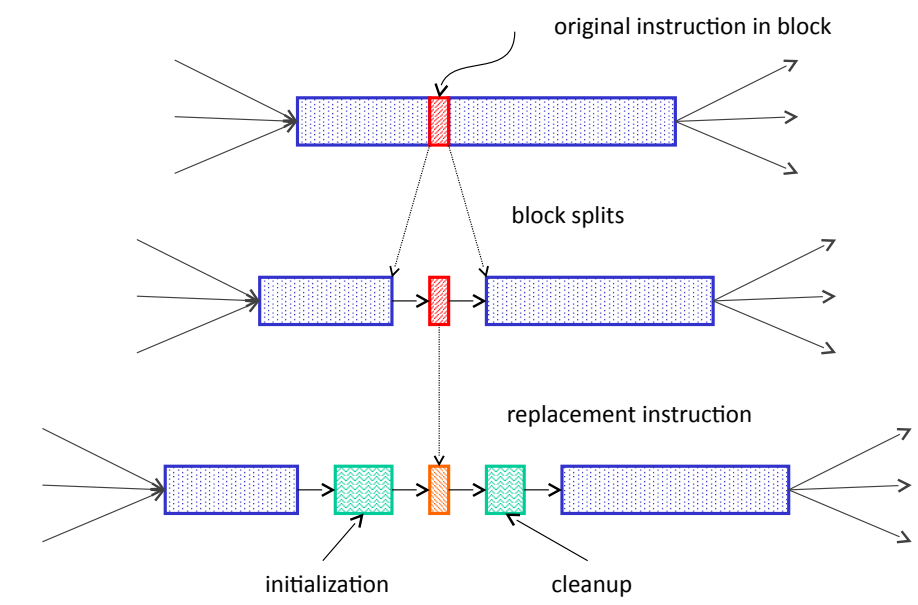 original instruction in block
block splits
replacement instruction
initialization
cleanup